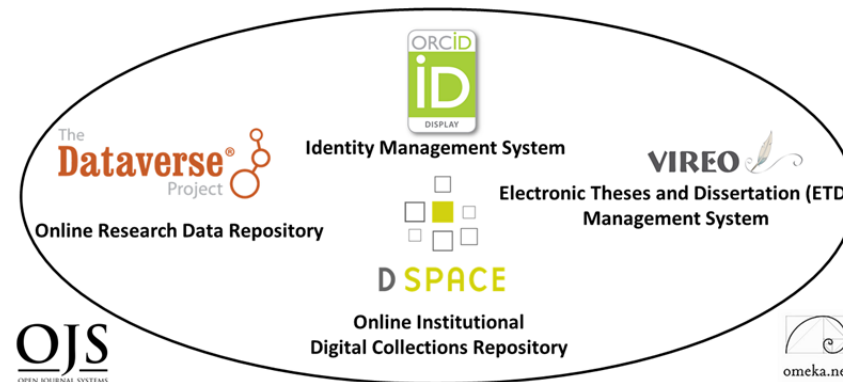 ORCID
iD
DISPLAY
Identity Management System
The
Dataverse®
Project
Online Research Data Repository
VIREO
Electronic Theses and Dissertation (ETD
Management System
DSPACE
Online Institutional
Digital Collections Repository
OJS
OPEN JOURNAL SYSTEMS
omeka.ne